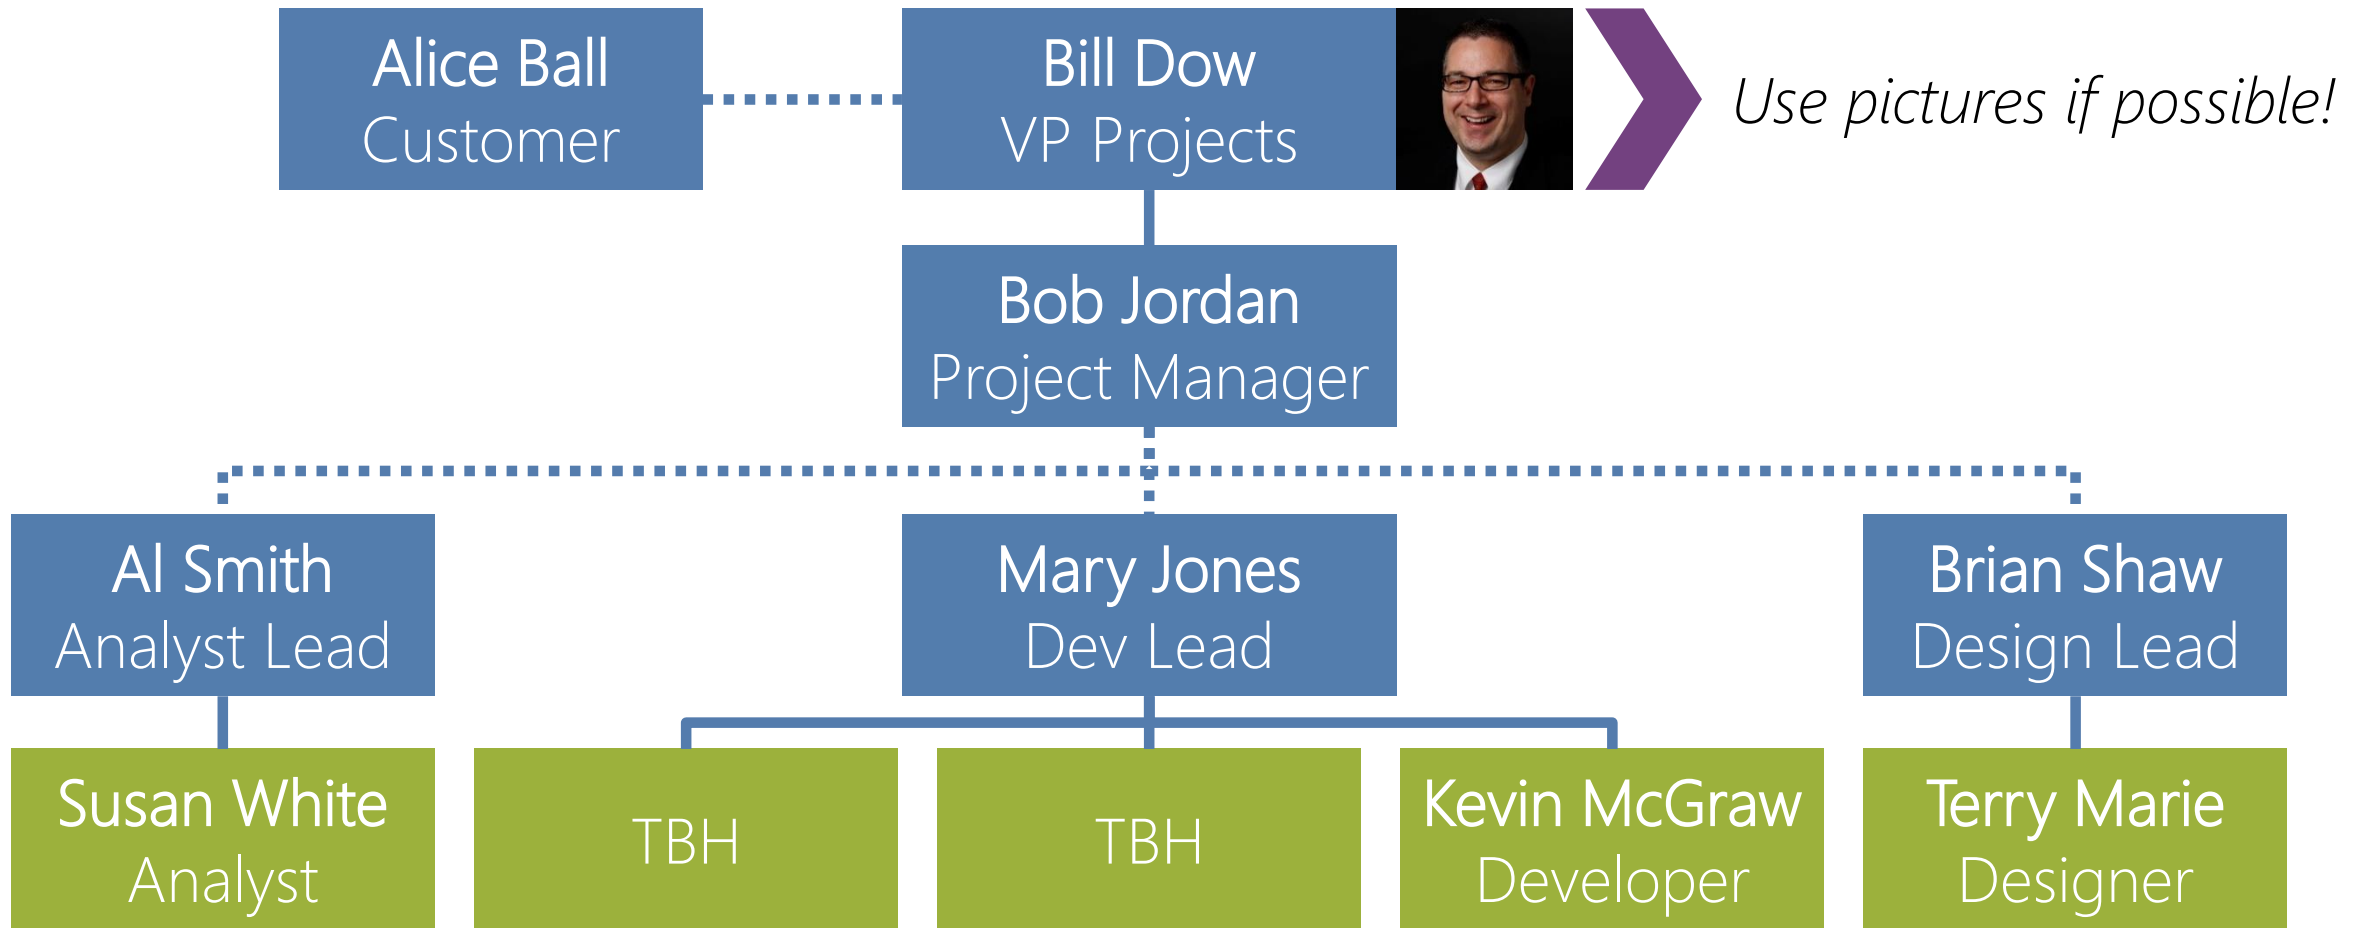 Alice Ball
Customer
Bill Dow
VP Projects
Use pictures if possible!
Bob Jordan
Project Manager
Al Smith
Analyst Lead
Mary Jones
Dev Lead
Brian Shaw
Design Lead
Susan White
Analyst
TBH
TBH
Kevin McGraw
Developer
Terry Marie
Designer